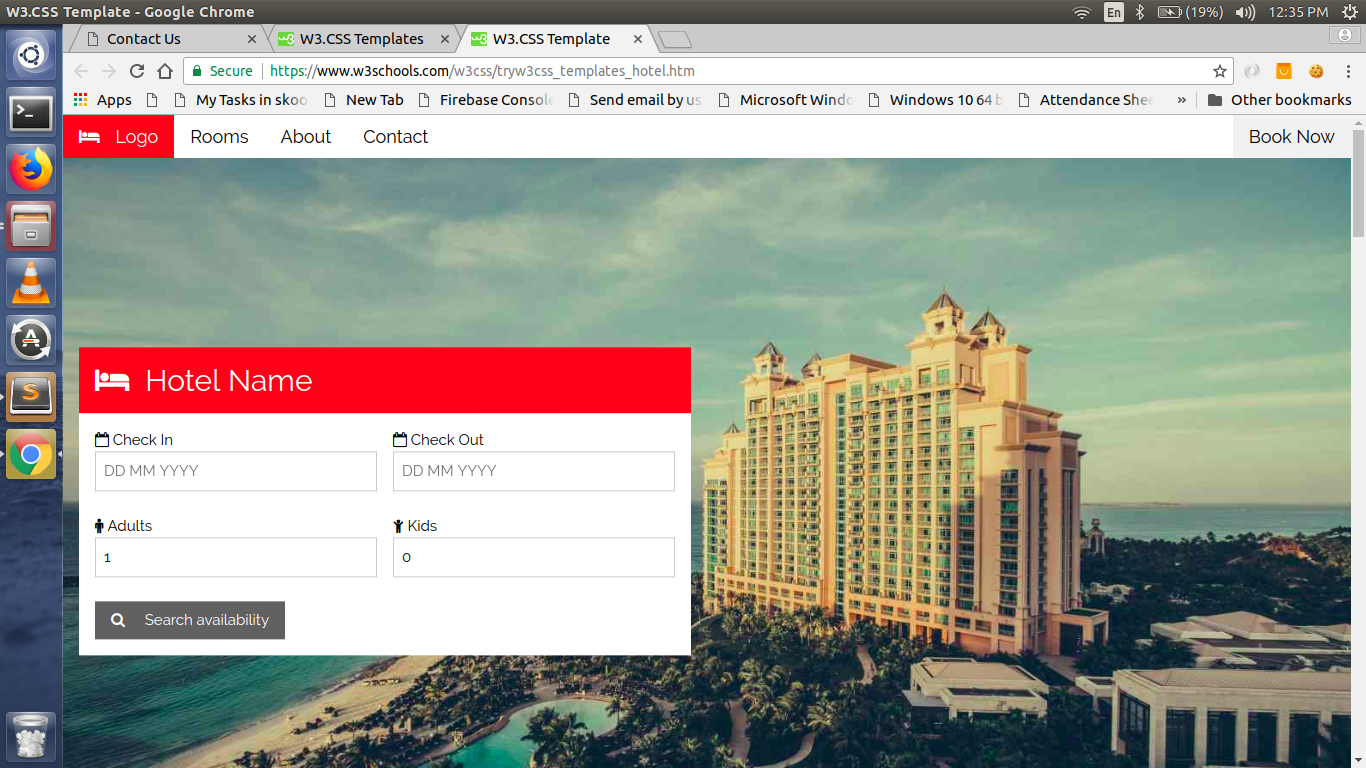 W3.CSS Template - Google Chrome
En
(19%)
12:35 PM
Contact Us
W3.CSS Templates
W3.CSS Template
Secure
https://www.w3schools.com/w3css/tryw3css_templates_hotel.htm
Apps
My Tasks in skoo
New Tab
Firebase Console
Send email by us
Microsoft Windo
Windows 10 64 b
Attendance Shee
»
Other bookmarks
Logo
Rooms
About
Contact
Book Now
Hotel Name
Check In
Check Out
DD MM YYYY
DD MM YYYY
Adults
Kids
1
0
Search availability